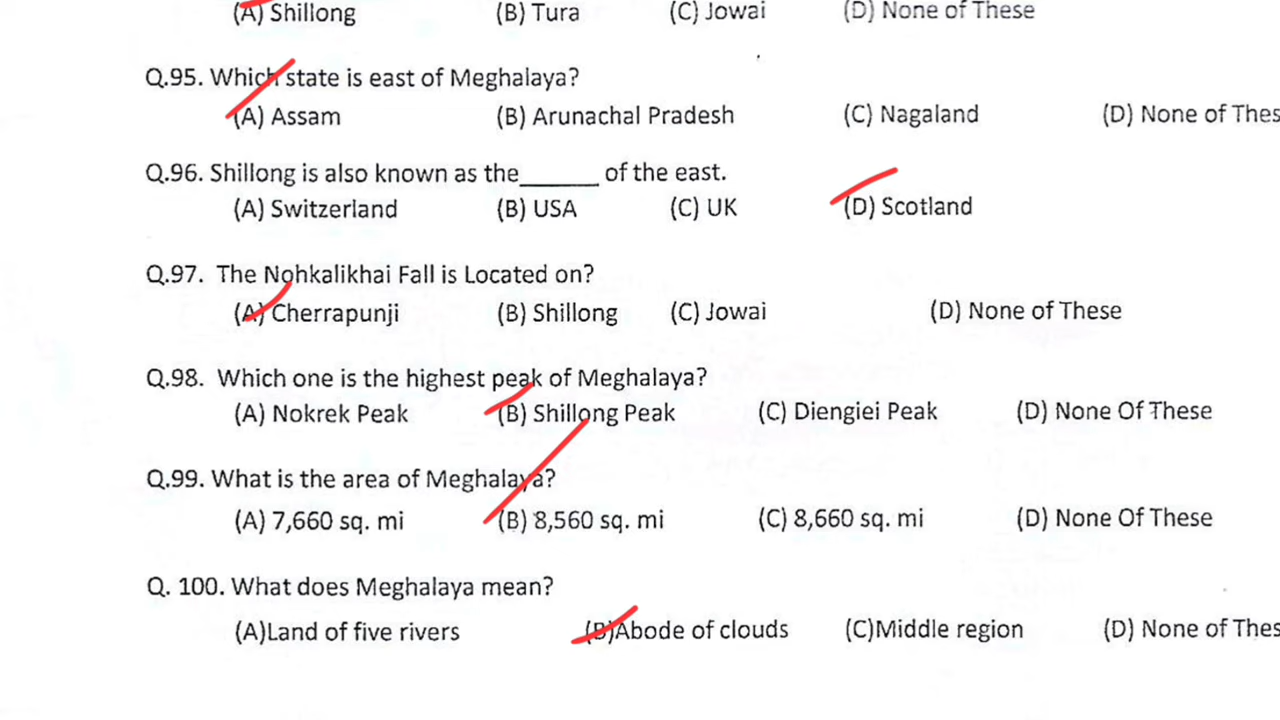 (A) Shillong (B) Tura (C) Jowai (D) None of These
Q.95. Which state is east of Meghalaya?
(A) Assam (B) Arunachal Pradesh (C) Nagaland (D) None of Thes
Q.96. Shillong is also known as the______ of the east.
(A) Switzerland (B) USA (C) UK (D) Scotland
Q.97. The Nohkalikhai Fall is Located on?
(A) Cherrapunji (B) Shillong (C) Jowai (D) None of These
Q.98. Which one is the highest peak of Meghalaya?
(A) Nokrek Peak (B) Shillong Peak (C) Diengiei Peak (D) None Of These
Q.99. What is the area of Meghalaya?
(A) 7,660 sq. mi (B) 8,560 sq. mi (C) 8,660 sq. mi (D) None Of These
Q. 100. What does Meghalaya mean?
(A)Land of five rivers (B)Abode of clouds (C)Middle region (D) None of Thes